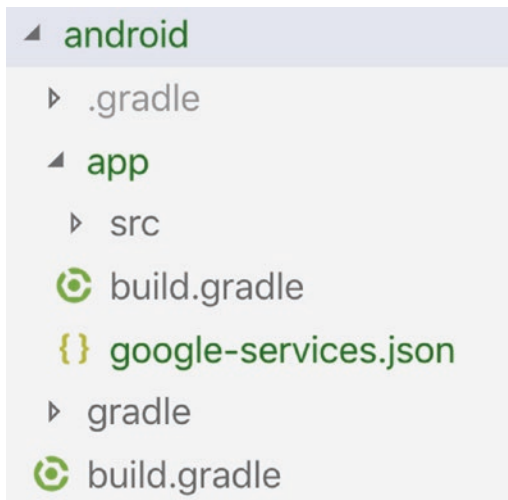 android
.gradle
app
src
build.gradle
{} google-services.json
gradle
build.gradle